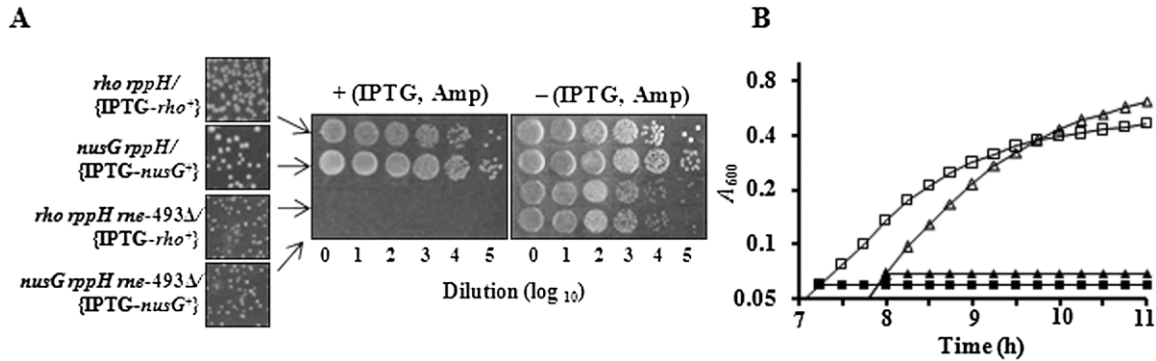 A
B
rho rppH/
{IPTG-rho+}
nusG rppH/
{IPTG-nusG+}
rho rppH rne-493Δ/
{IPTG-rho+}
nusG rppH rne-493Δ/
{IPTG-nusG+}
+ (IPTG, Amp)
– (IPTG, Amp)
0 1 2 3 4 5
0 1 2 3 4 5
Dilution (log 10)
A600
0.8
0.4
0.2
0.1
0.05
7 8 9 10 11
Time (h)